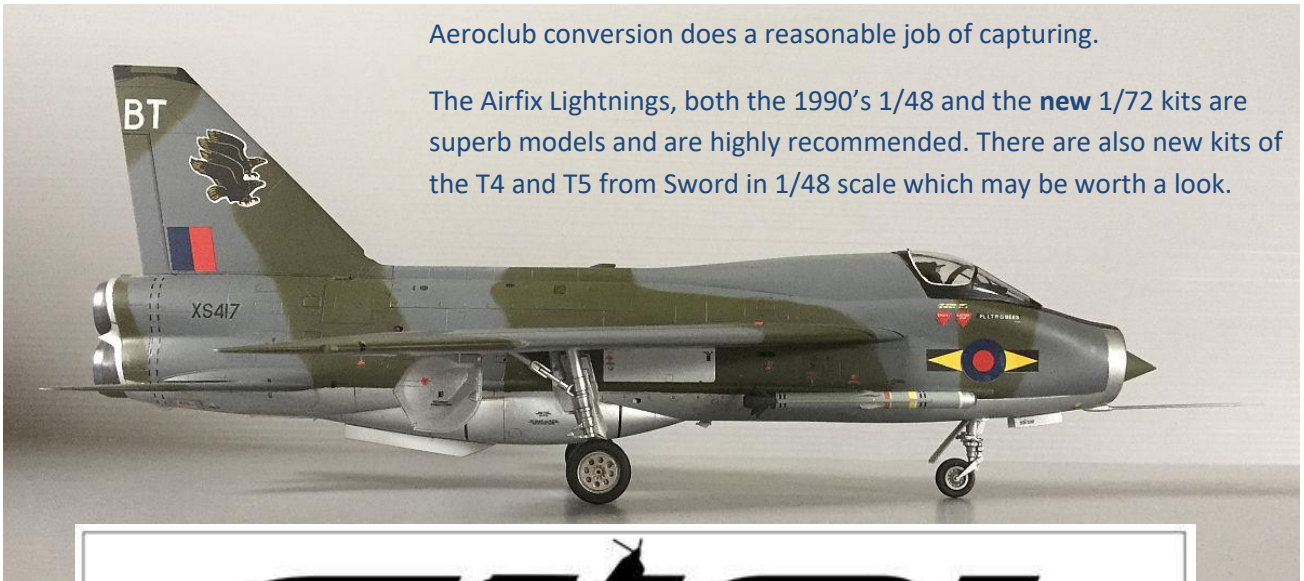 Aeroclub conversion does a reasonable job of capturing.
The Airfix Lightnings, both the 1990’s 1/48 and the new 1/72 kits are
superb models and are highly recommended. There are also new kits of
the T4 and T5 from Sword in 1/48 scale which may be worth a look.
BT
XS417